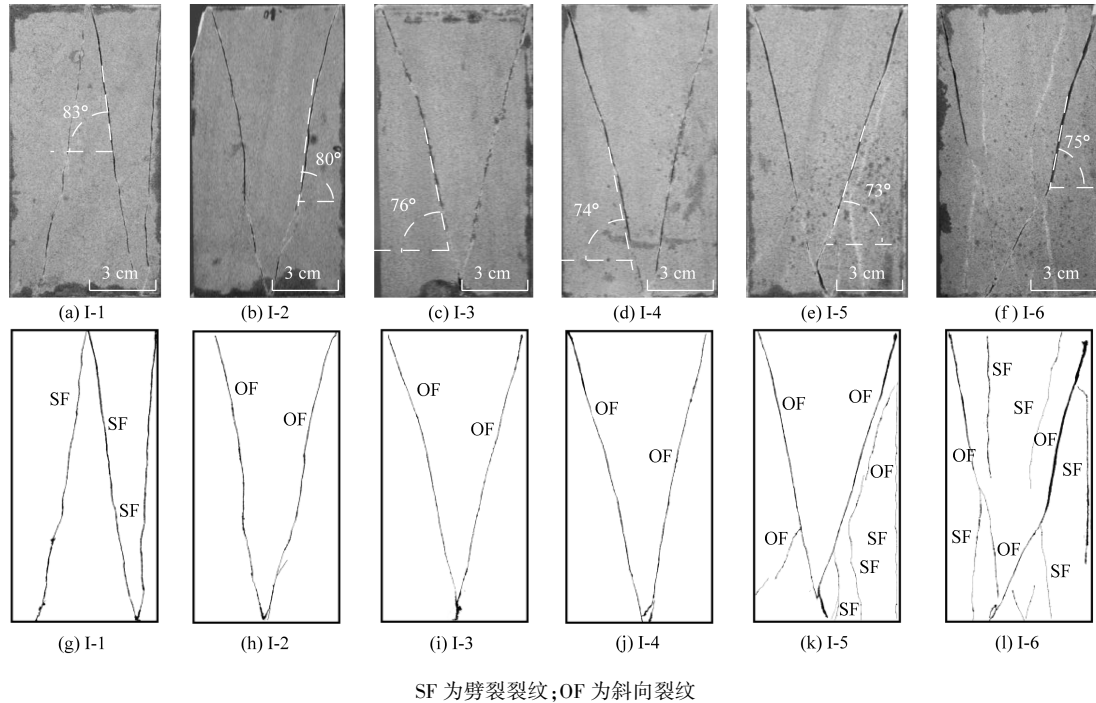 83°
3 cm
80°
3 cm
76°
3 cm
74°
3 cm
73°
3 cm
75°
3 cm
(a) I-1
(b) I-2
(c) I-3
(d) I-4
(e) I-5
(f) I-6
SF
SF
SF
OF
OF
OF
OF
OF
OF
OF
OF
OF
OF
SF
SF
SF
SF
SF
OF
OF
SF
SF
OF
(g) I-1
(h) I-2
(i) I-3
(j) I-4
(k) I-5
(l) I-6
SF 为劈裂裂纹;OF 为斜向裂纹